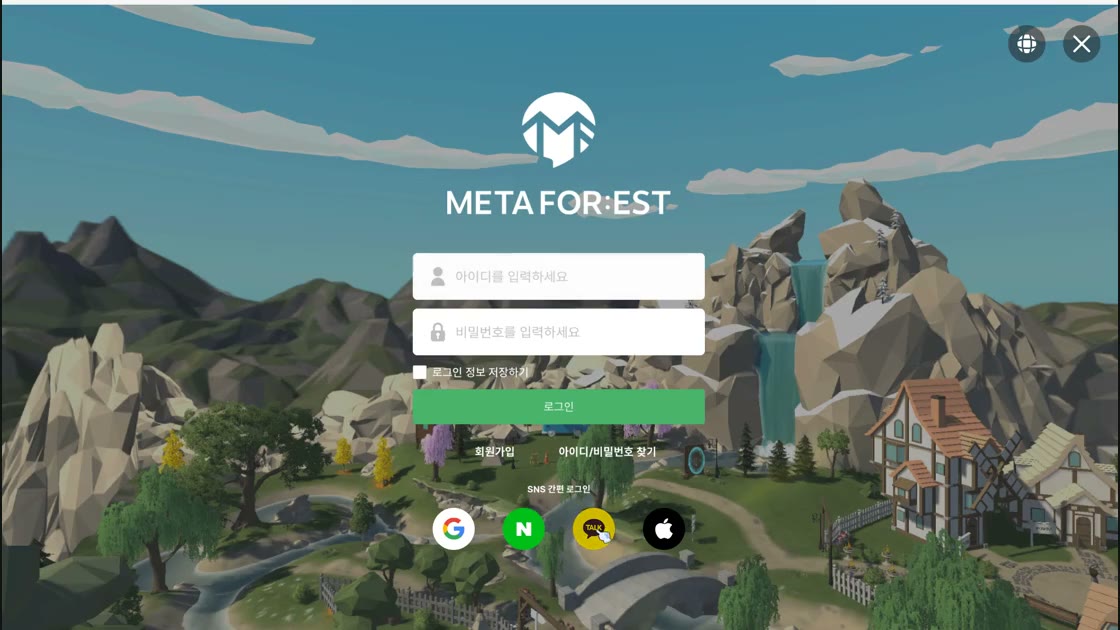 META FOR:EST
아이디를 입력하세요
비밀번호를 입력하세요
로그인 정보 저장하기
로그인
회원가입 아이디/비밀번호 찾기
SNS 간편 로그인
G N TALK